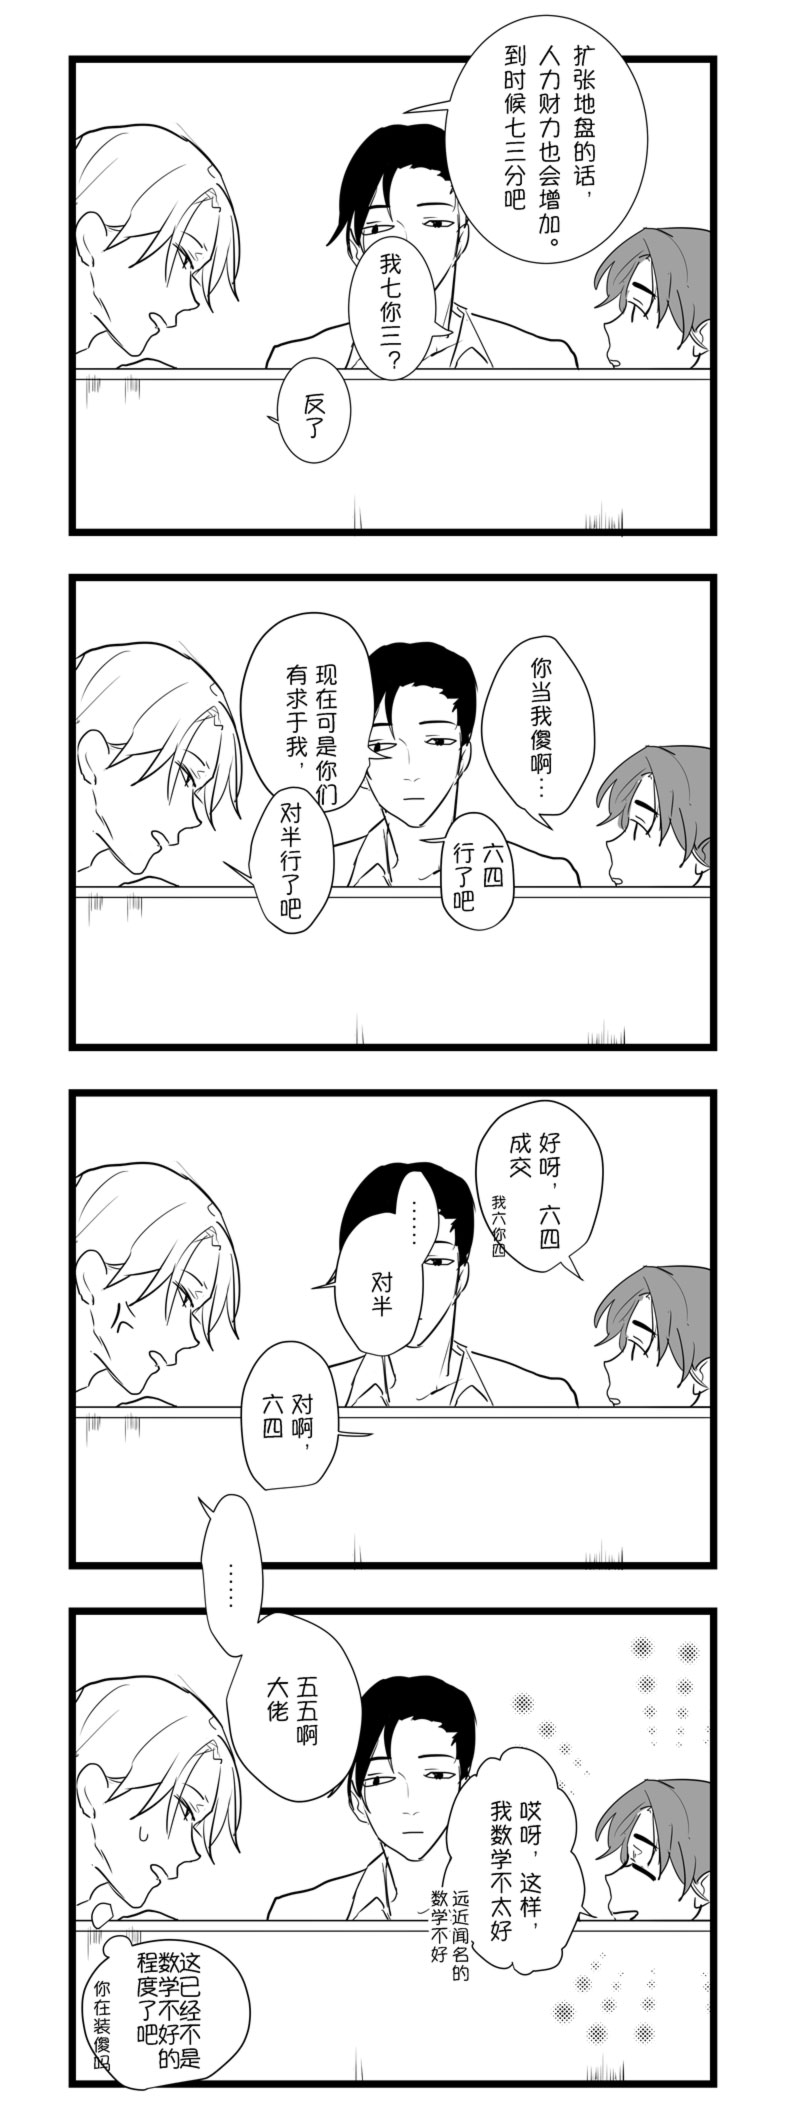 扩张地盘的话，
人力财力也会增加。
到时候七三分吧
我七你三？
反了
你当我傻啊…
六四
行了吧
现在可是你们
有求于我，
对半行了吧
好呀，六四
成交
我六你四
……
对半
对啊，
六四
……
五五啊
大佬
哎呀，这样，
我数学不太好
远近闻名的
数学不好
这已经不是
数学不好的
程度了吧
你在装傻吗